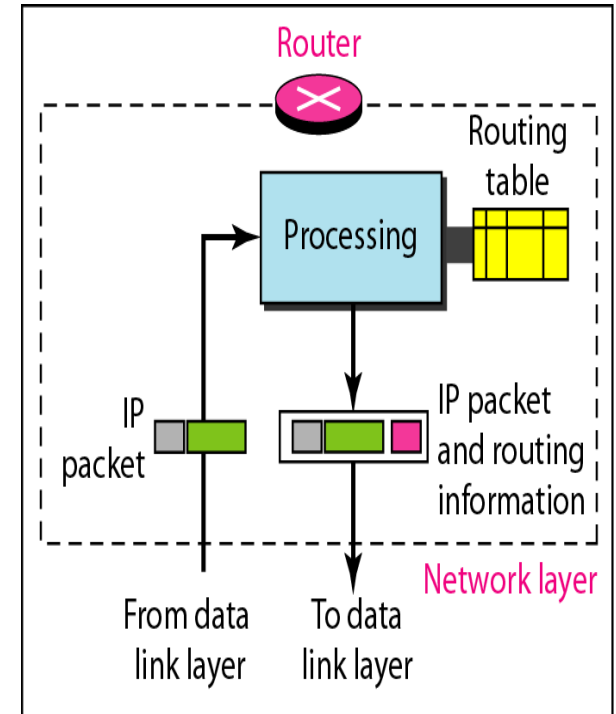 Router
Routing
table
Processing
IP
packet
IP packet
and routing
information
Network layer
From data
link layer
To data
link layer